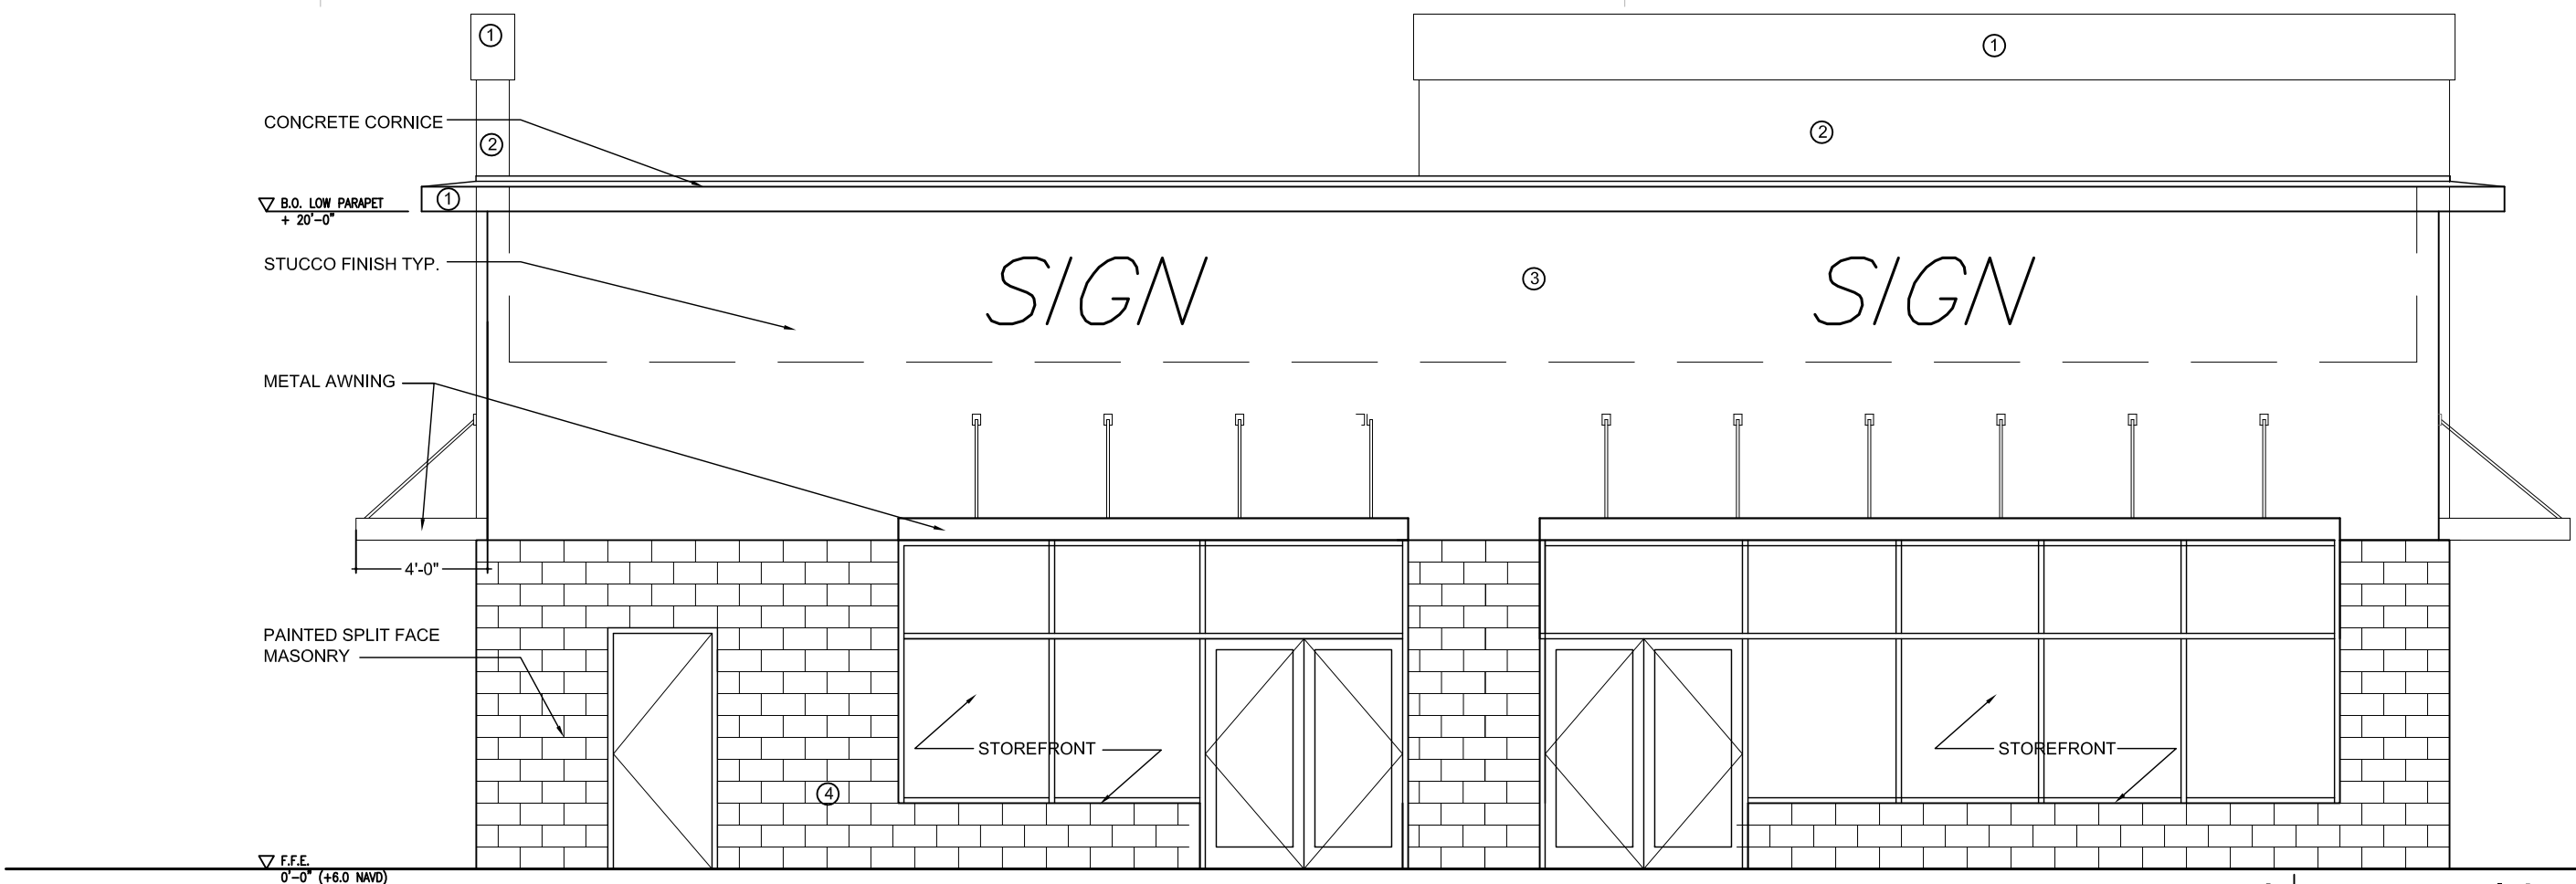 1
1
CONCRETE CORNICE
2
2
1
B.O. LOW PARAPET
+ 20'-0"
STUCCO FINISH TYP.
SIGN
3
SIGN
METAL AWNING
4'-0"
PAINTED SPLIT FACE
MASONRY
STOREFRONT
STOREFRONT
4
F.F.E.
0'-0" (+6.0 NAVD)